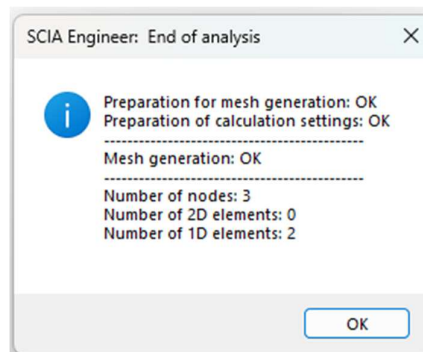 SCIA Engineer: End of analysis
Preparation for mesh generation: OK
Preparation of calculation settings: OK
--------------------------------------------
Mesh generation: OK
--------------------------------------------
Number of nodes: 3
Number of 2D elements: 0
Number of 1D elements: 2
OK